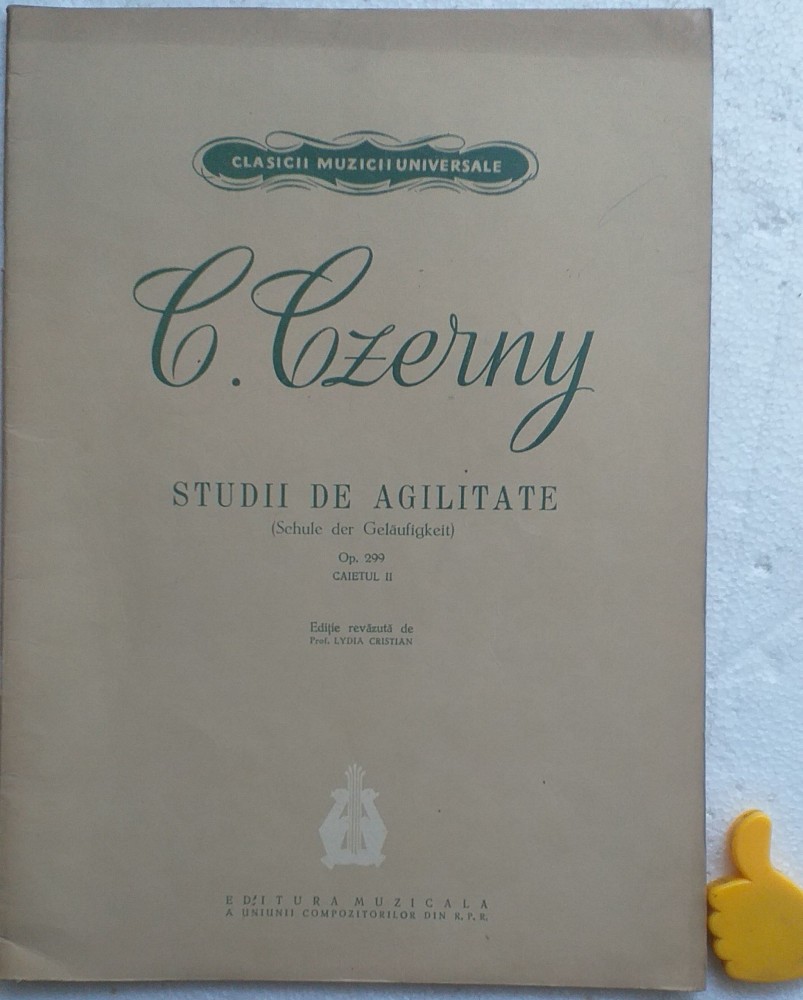 CLASICII MUZICII UNIVERSALE
C. Czerny
STUDII DE AGILITATE
(Schule der Geläufigkeit)
Op. 299
CAIETUL II
Ediție revăzută de
Prof. LYDIA CRISTIAN
EDITURA MUZICALA
A UNIUNII COMPOZITORILOR DIN R. P. R.